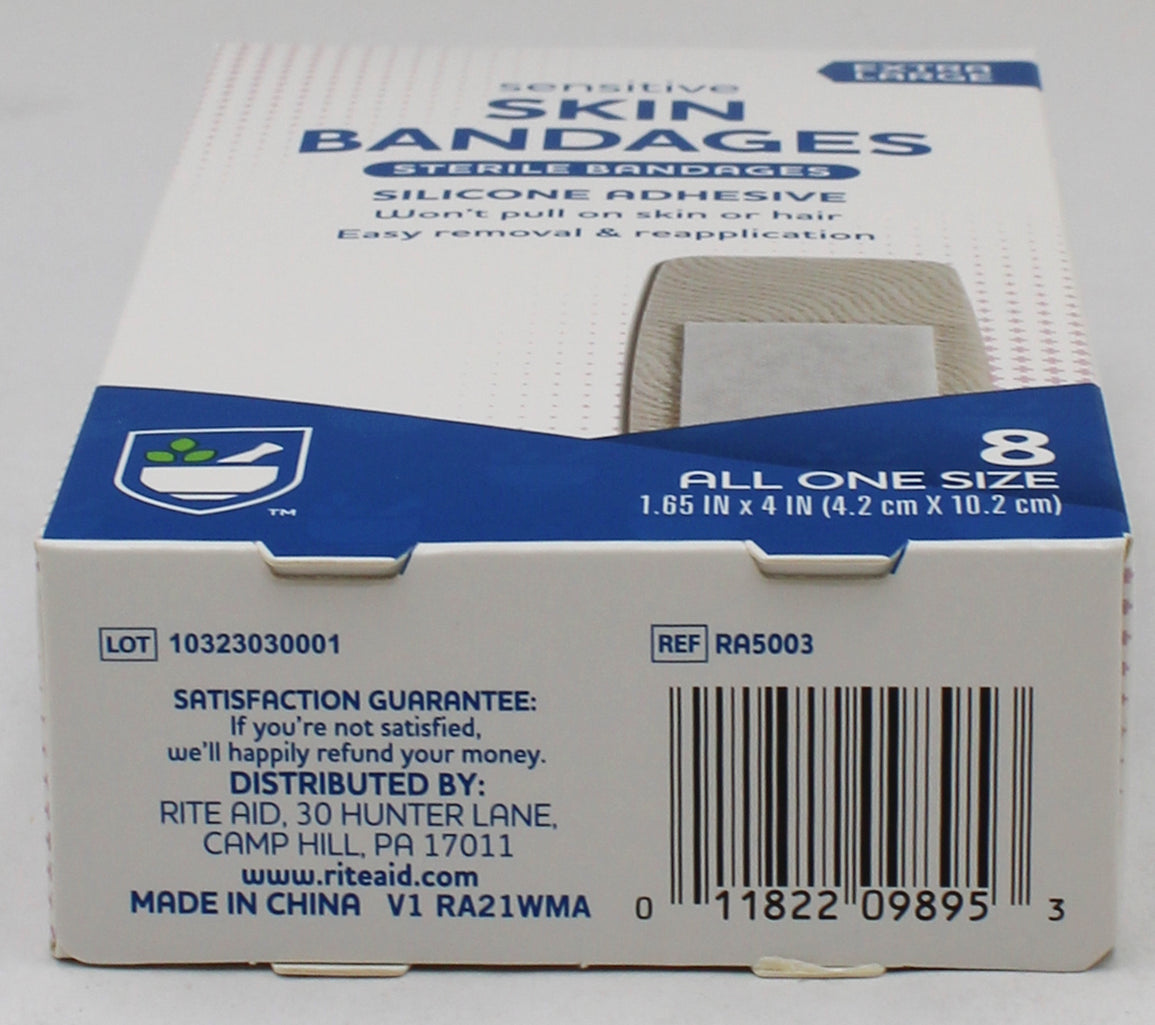 EXTRA
LARGE
sensitive
SKIN
BANDAGES
STERILE BANDAGES
SILICONE ADHESIVE
Won't pull on skin or hair
Easy removal & reapplication
8
ALL ONE SIZE
1.65 IN x 4 IN (4.2 cm X 10.2 cm)
TM
LOT 10323030001
REF RA5003
SATISFACTION GUARANTEE:
If you're not satisfied,
we'll happily refund your money.
DISTRIBUTED BY:
RITE AID, 30 HUNTER LANE,
CAMP HILL, PA 17011
www.riteaid.com
MADE IN CHINA V1 RA21WMA
0 11822 09895 3